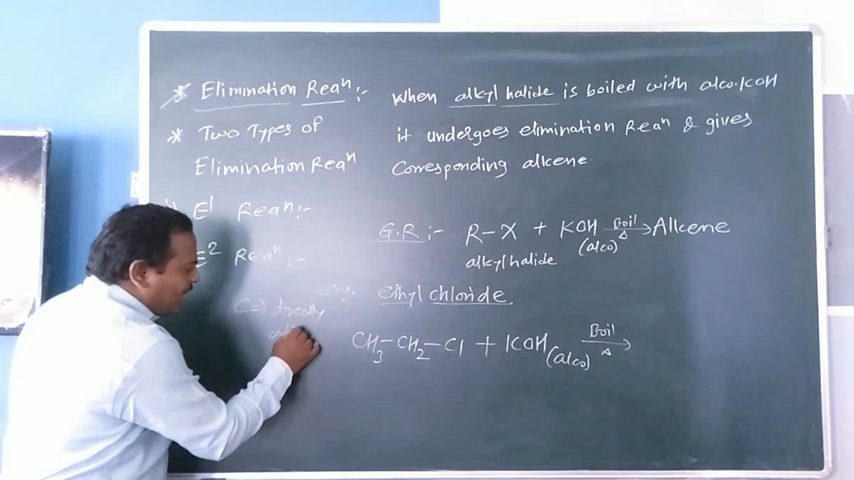 * Elimination Reaⁿ:-
* Two Types of
Elimination Reaⁿ
E¹ Reaⁿ:-
E² Reaⁿ:-
When alkyl halide is boiled with alco.KOH
it undergoes elimination Reaⁿ & gives
Corresponding alkene.
G.R:- R-X + KOH (alco) Boil Δ → Alkene
alkyl halide
ethyl chloride.
CH₃-CH₂-Cl + KOH (alco) Boil Δ →